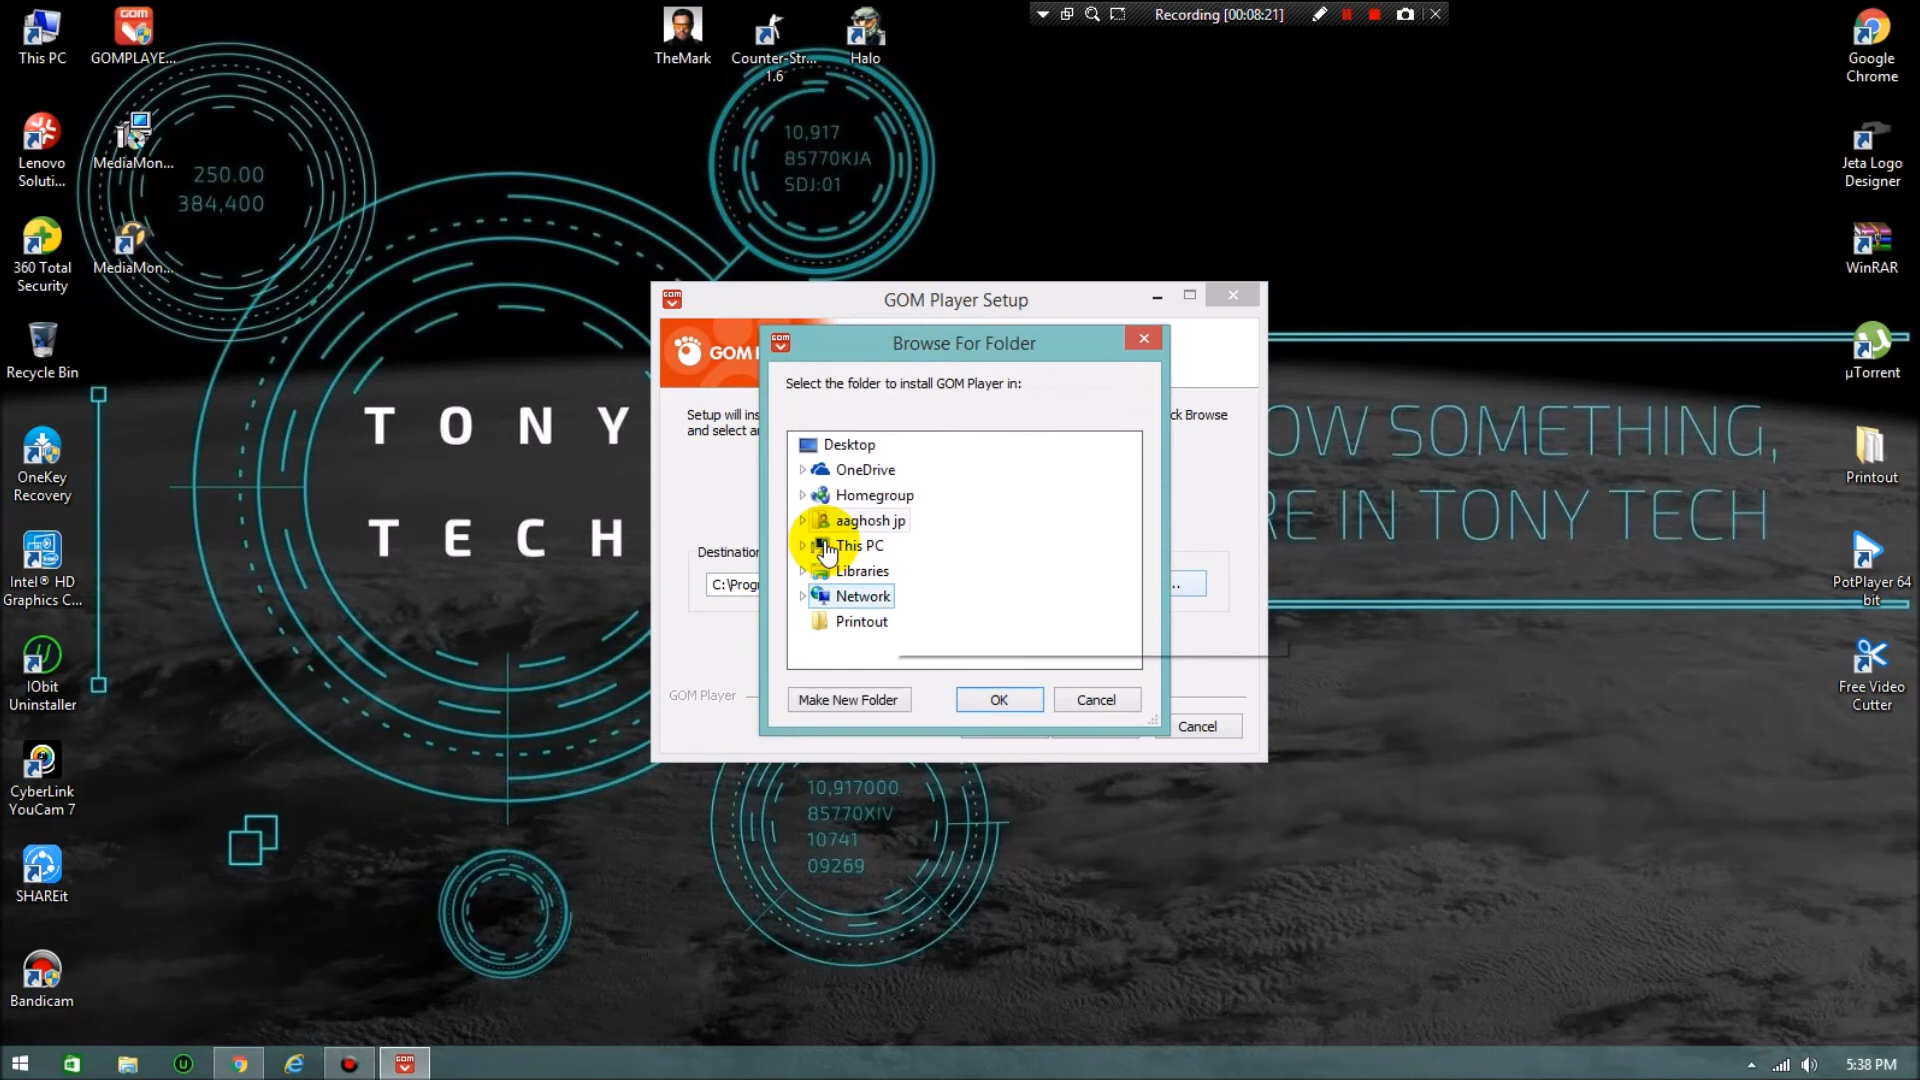 This PC
GOMPLAYE...
TheMark
Counter-Str...
1.6
Halo
Recording [00:08:21]
Google
Chrome
Lenovo
Soluti...
MediaMon...
Jeta Logo
Designer
360 Total
Security
MediaMon...
WinRAR
Recycle Bin
µTorrent
OneKey
Recovery
Printout
Intel® HD
Graphics C...
PotPlayer 64
bit
IObit
Uninstaller
Free Video
Cutter
CyberLink
YouCam 7
SHAREit
Bandicam
250.00
384,400
10,917
85770KJA
SDJ:01
TONY
TECH
OW SOMETHING,
RE IN TONY TECH
10,917000
85770XIV
10741
09269
GOM Player Setup
GOM
Setup will ins
and select a
ck Browse
Destination
C:\Progr
..
GOM Player
Cancel
Browse For Folder
Select the folder to install GOM Player in:
Desktop
OneDrive
Homegroup
aaghosh jp
This PC
Libraries
Network
Printout
Make New Folder
OK
Cancel
5:38 PM